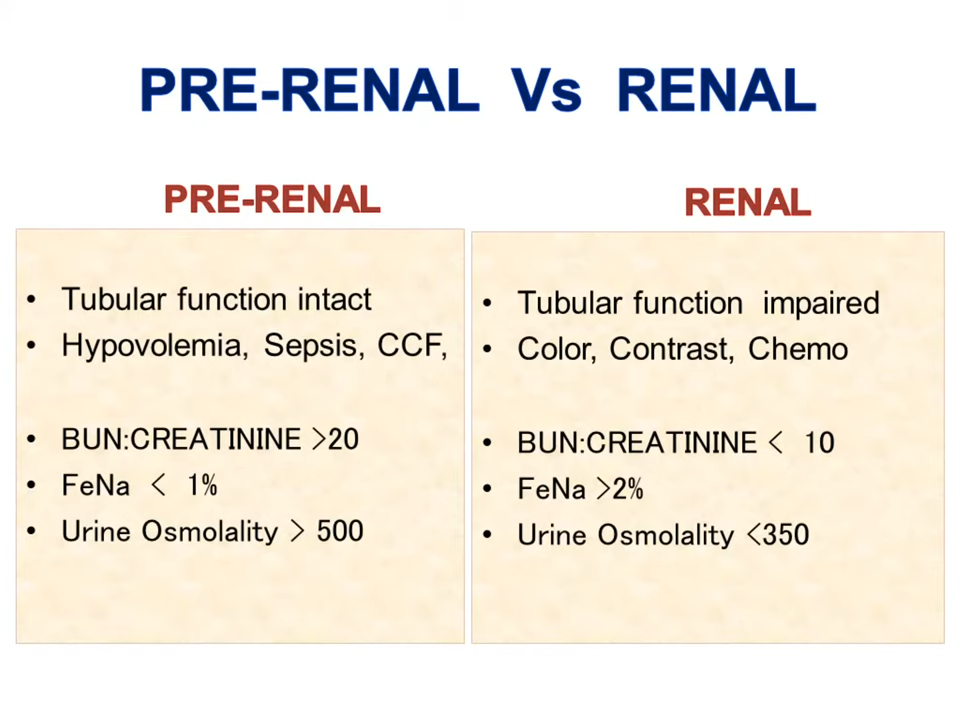 PRE-RENAL Vs RENAL
PRE-RENAL
• Tubular function intact
• Hypovolemia, Sepsis, CCF,
• BUN:CREATININE >20
• FeNa < 1%
• Urine Osmolality > 500
RENAL
• Tubular function impaired
• Color, Contrast, Chemo
• BUN:CREATININE < 10
• FeNa >2%
• Urine Osmolality <350